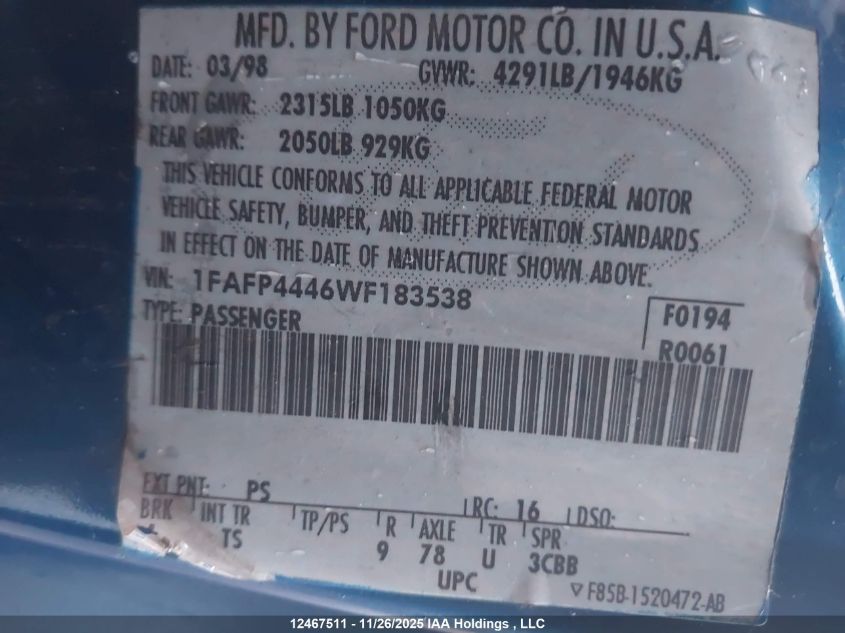 MFD. BY FORD MOTOR CO. IN U.S.A.
DATE: 03/98 GVWR: 4291LB/1946KG
FRONT GAWR: 2315LB 1050KG
REAR GAWR: 2050LB 929KG
THIS VEHICLE CONFORMS TO ALL APPLICABLE FEDERAL MOTOR
VEHICLE SAFETY, BUMPER, AND THEFT PREVENTION STANDARDS
IN EFFECT ON THE DATE OF MANUFACTURE SHOWN ABOVE.
VIN: 1FAFP4446WF183538
TYPE: PASSENGER
F0194
R0061
EXT PNT: PS RC: 16 DSO:
BRK INT TR TP/PS R AXLE TR SPR
+ TS 9 78 U 3CBB
UPC
▽ F85B-1520472-AB
12467511 - 11/26/2025 IAA Holdings , LLC